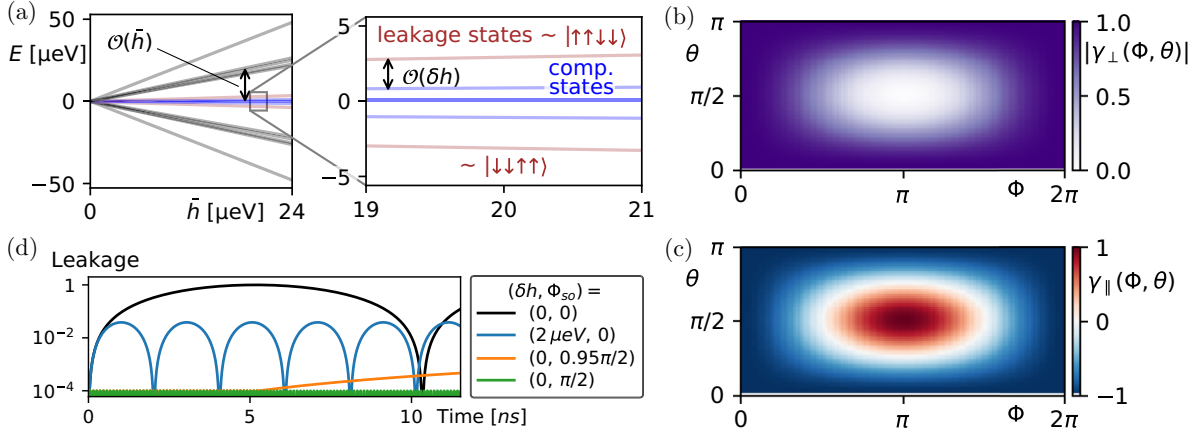 (a)
50
E [μeV]
0
−50
𝒪(h̄)
0
h̄ [μeV]
24
5
0
−5
leakage states ~ |↑↑↓↓⟩
𝒪(δh)
comp.
states
~ |↓↓↑↑⟩
19
20
21
(b)
π
θ
π/2
0
0
π
Φ
2π
1.0
0.5
0.0
|γ⊥(Φ, θ)|
(c)
π
θ
π/2
0
0
π
Φ
2π
1
0
−1
γ∥(Φ, θ)
(d)
Leakage
1
10⁻²
10⁻⁴
0
5
10
Time [ns]
(δh, Φso) =
(0, 0)
(2 μeV, 0)
(0, 0.95π/2)
(0, π/2)